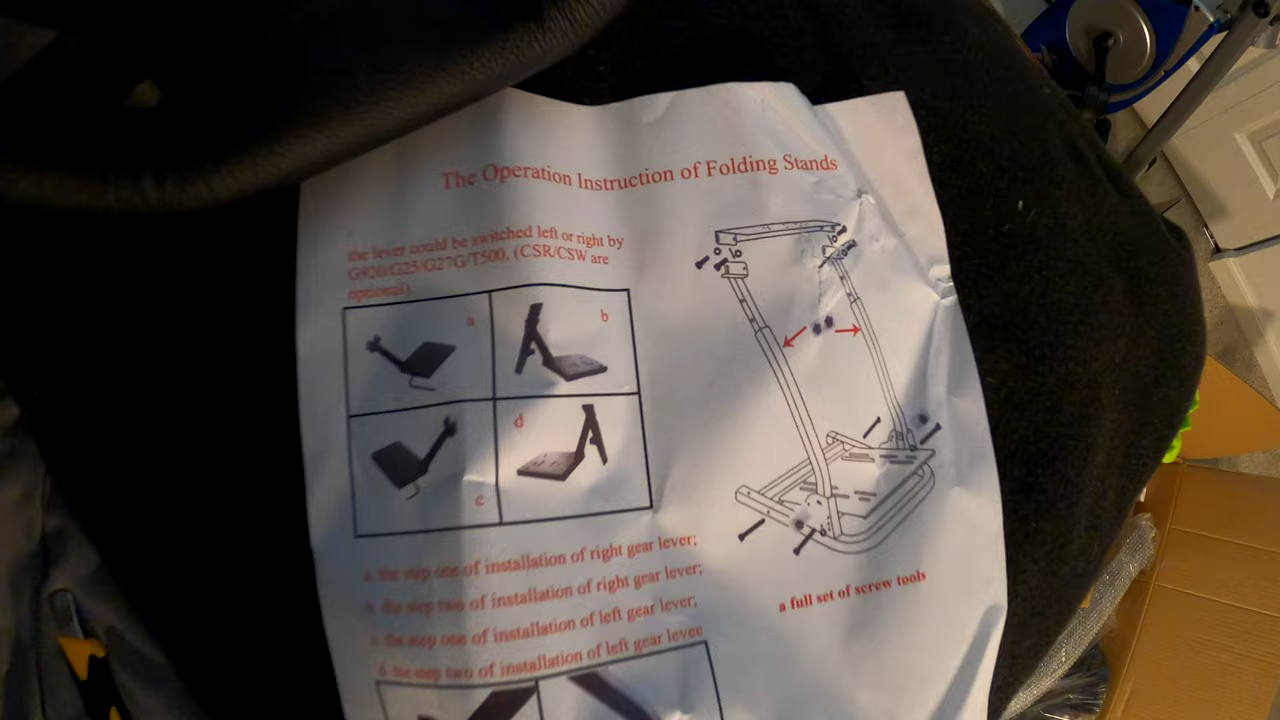 The Operation Instruction of Folding Stands
the lever could be switched left or right by
G920/G25/G27G/T500. (CSR/CSW are
optional).
a
b
c
d
a. the step one of installation of right gear lever;
b. the step two of installation of right gear lever;
c. the step one of installation of left gear lever;
d. the step two of installation of left gear levee
a full set of screw tools